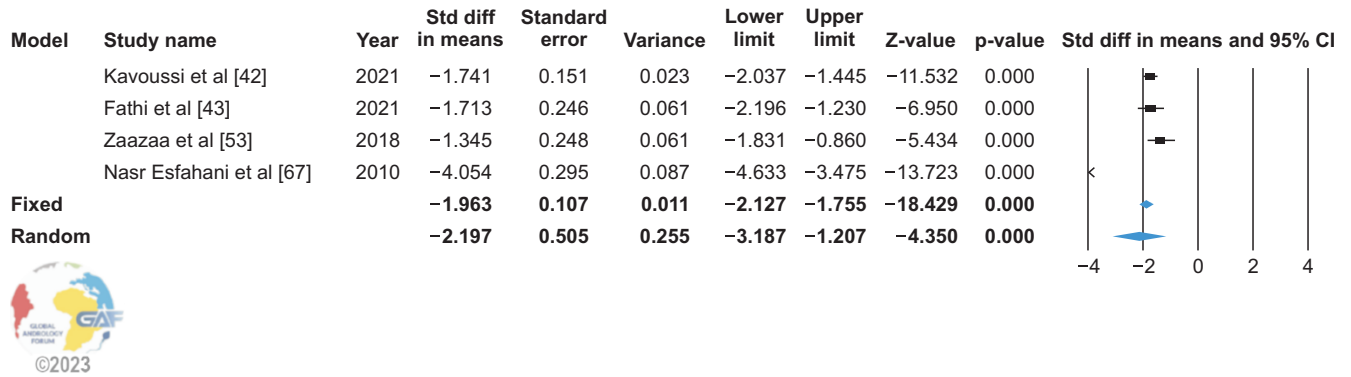 Model Study name Year Std diff in means Standard error Variance Lower limit Upper limit Z-value p-value Std diff in means and 95% CI
Kavoussi et al [42] 2021 −1.741 0.151 0.023 −2.037 −1.445 −11.532 0.000
Fathi et al [43] 2021 −1.713 0.246 0.061 −2.196 −1.230 −6.950 0.000
Zaazaa et al [53] 2018 −1.345 0.248 0.061 −1.831 −0.860 −5.434 0.000
Nasr Esfahani et al [67] 2010 −4.054 0.295 0.087 −4.633 −3.475 −13.723 0.000
Fixed −1.963 0.107 0.011 −2.127 −1.755 −18.429 0.000
Random −2.197 0.505 0.255 −3.187 −1.207 −4.350 0.000
−4 −2 0 2 4
GAF
GLOBAL
ANDROLOGY
FORUM
©2023